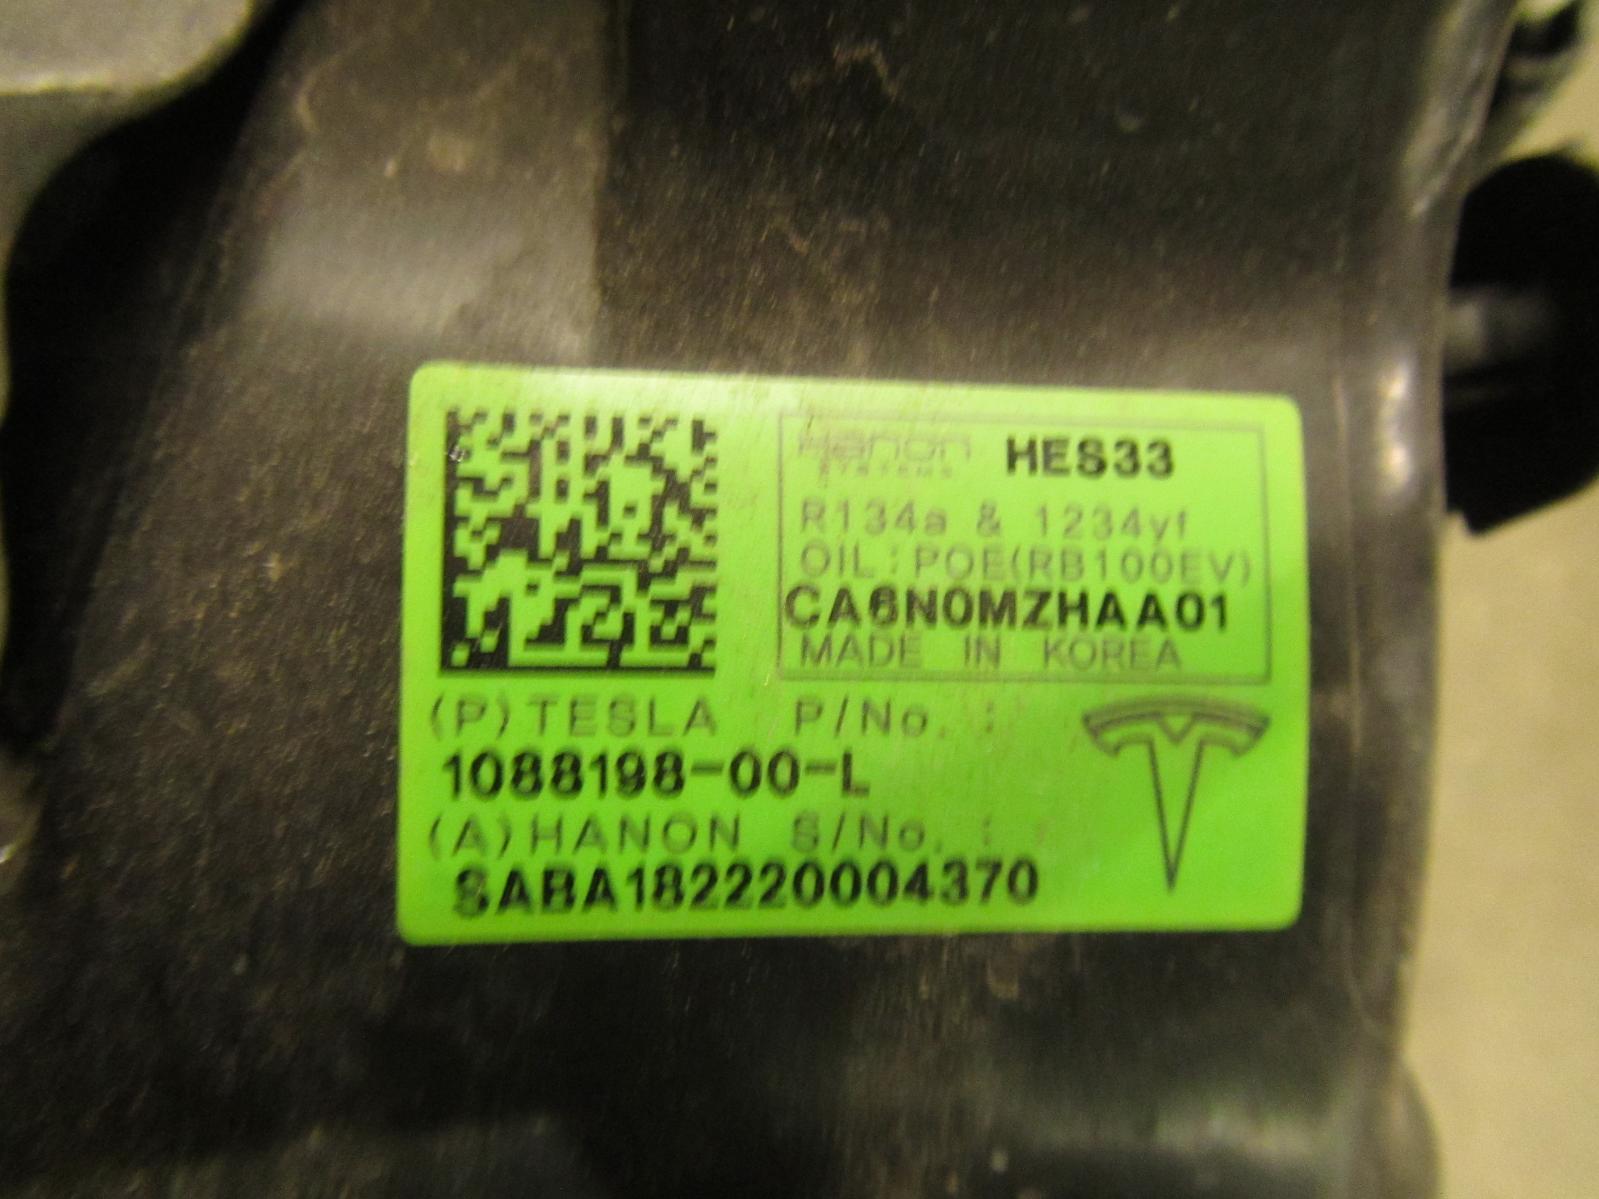 Hanon HES33
SYSTEMS
R134a & 1234yf
OIL:POE(RB100EV)
CA6N0MZHAA01
MADE IN KOREA
(P)TESLA P/No. :
1088198-00-L
(A)HANON S/No. :
SABA182220004370